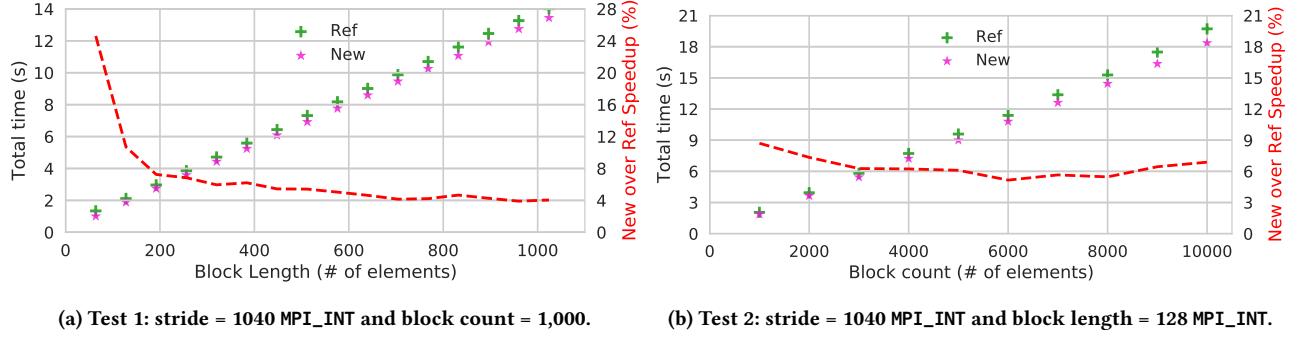 14
12
10
8
6
4
2
0
Total time (s)
Ref
New
28
24
20
16
12
8
4
0
New over Ref Speedup (%)
0 200 400 600 800 1000
Block Length (# of elements)
(a) Test 1: stride = 1040 MPI_INT and block count = 1,000.
21
18
15
12
9
6
3
0
Total time (s)
Ref
New
21
18
15
12
9
6
3
0
New over Ref Speedup (%)
0 2000 4000 6000 8000 10000
Block count (# of elements)
(b) Test 2: stride = 1040 MPI_INT and block length = 128 MPI_INT.